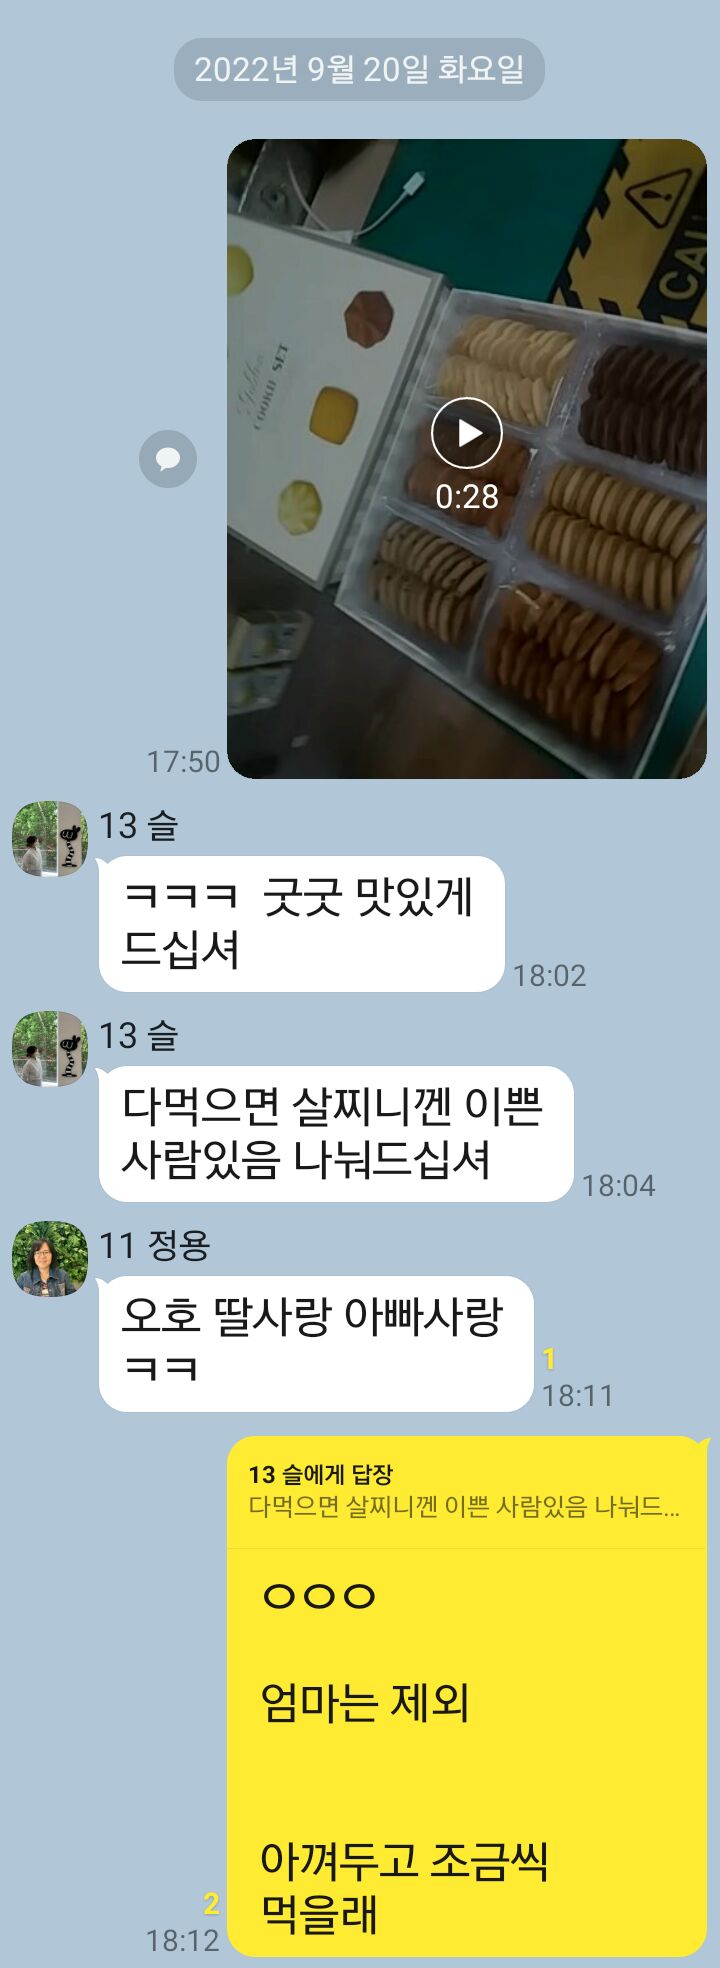 2022년 9월 20일 화요일
Golden
COOKIE SET
CAU
0:28
17:50
13 슬
ㅋㅋㅋ 굿굿 맛있게
드십셔
18:02
13 슬
다먹으면 살찌니껜 이쁜
사람있음 나눠드십셔
18:04
11 정용
오호 딸사랑 아빠사랑
ㅋㅋ
1
18:11
13 슬에게 답장
다먹으면 살찌니껜 이쁜 사람있음 나눠드...
ㅇㅇㅇ
엄마는 제외
아껴두고 조금씩
먹을래
2
18:12